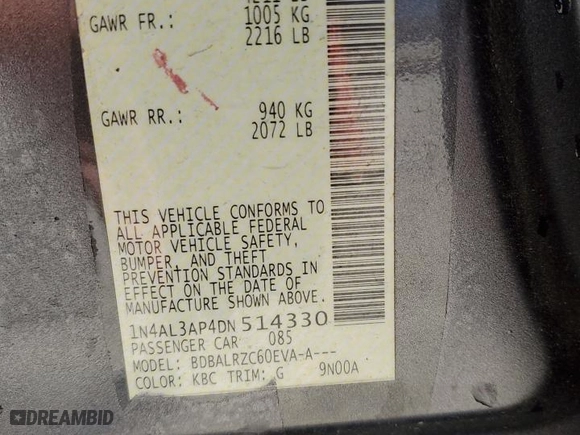 GAWR FR.: 1005 KG
2216 LB
GAWR RR.: 940 KG
2072 LB
THIS VEHICLE CONFORMS TO
ALL APPLICABLE FEDERAL
MOTOR VEHICLE SAFETY,
BUMPER, AND THEFT
PREVENTION STANDARDS IN
EFFECT ON THE DATE OF
MANUFACTURE SHOWN ABOVE.
1N4AL3AP4DN514330
PASSENGER CAR 085
MODEL: BDBALRZC60EVA-A---
COLOR: KBC TRIM: G 9N00A
DREAMBID